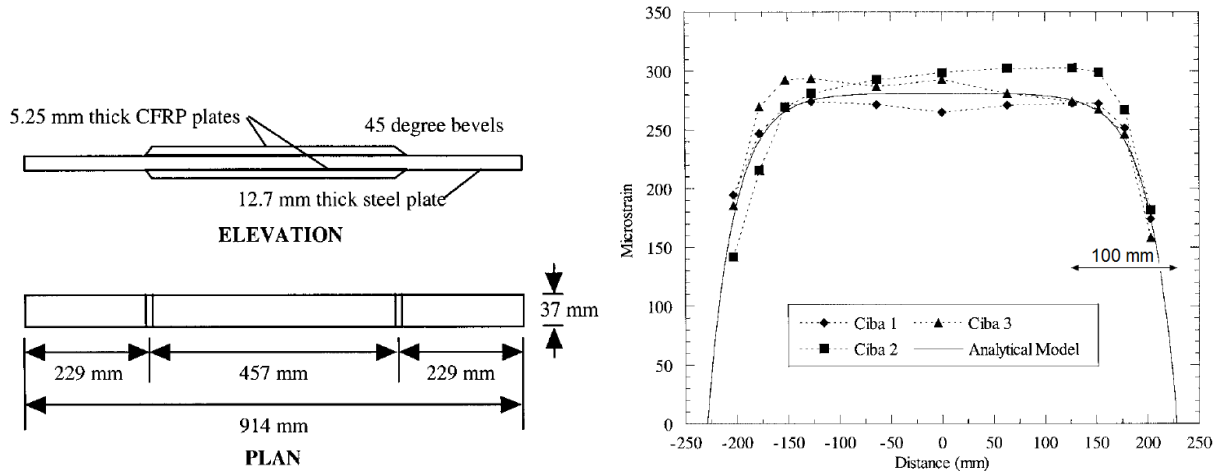 5.25 mm thick CFRP plates
45 degree bevels
12.7 mm thick steel plate
ELEVATION
37 mm
229 mm
457 mm
229 mm
914 mm
PLAN
350
300
250
200
150
100
50
0
Microstrain
100 mm
Ciba 1
Ciba 3
Ciba 2
Analytical Model
-250 -200 -150 -100 -50 0 50 100 150 200 250
Distance (mm)